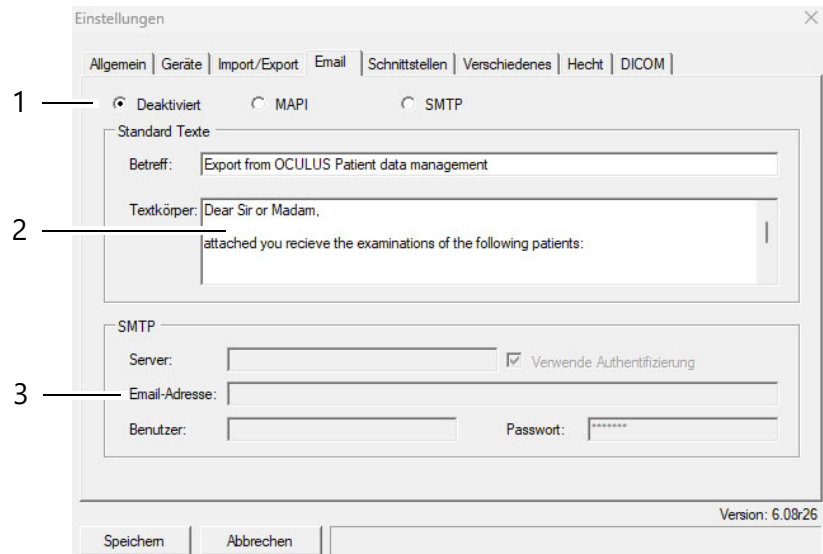 Einstellungen
Allgemein Geräte Import/Export Email Schnittstellen Verschiedenes Hecht DICOM
1 Deaktiviert MAPI SMTP
Standard Texte
Betreff: Export from OCULUS Patient data management
Textkörper: Dear Sir or Madam,
2
attached you recieve the examinations of the following patients:
SMTP
Server: Verwende Authentifizierung
3 Email-Adresse:
Benutzer: Passwort: *******
Version: 6.08r26
Speichern Abbrechen